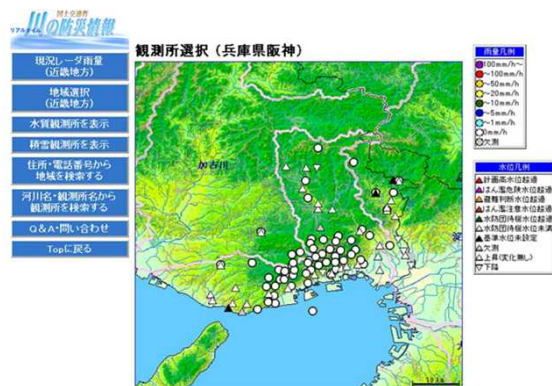 国土交通省
リアルタイム 川の防災情報
現況レーダ雨量
(近畿地方)
地域選択
(近畿地方)
水質観測所を表示
積雪観測所を表示
住所・電話番号から
地域を検索する
河川名・観測所名から
観測所を検索する
Q&A・問い合わせ
Topに戻る
観測所選択(兵庫県阪神)
加古川
雨量凡例
100mm/h~
~100mm/h
~50mm/h
~20mm/h
~10mm/h
~5mm/h
~1mm/h
0mm/h
欠測
水位凡例
計画高水位超過
はん濫危険水位超過
避難判断水位超過
はん濫注意水位超過
水防団待機水位超過
水防団待機水位未満
基準水位未設定
欠測
上昇(変化無し)
下降